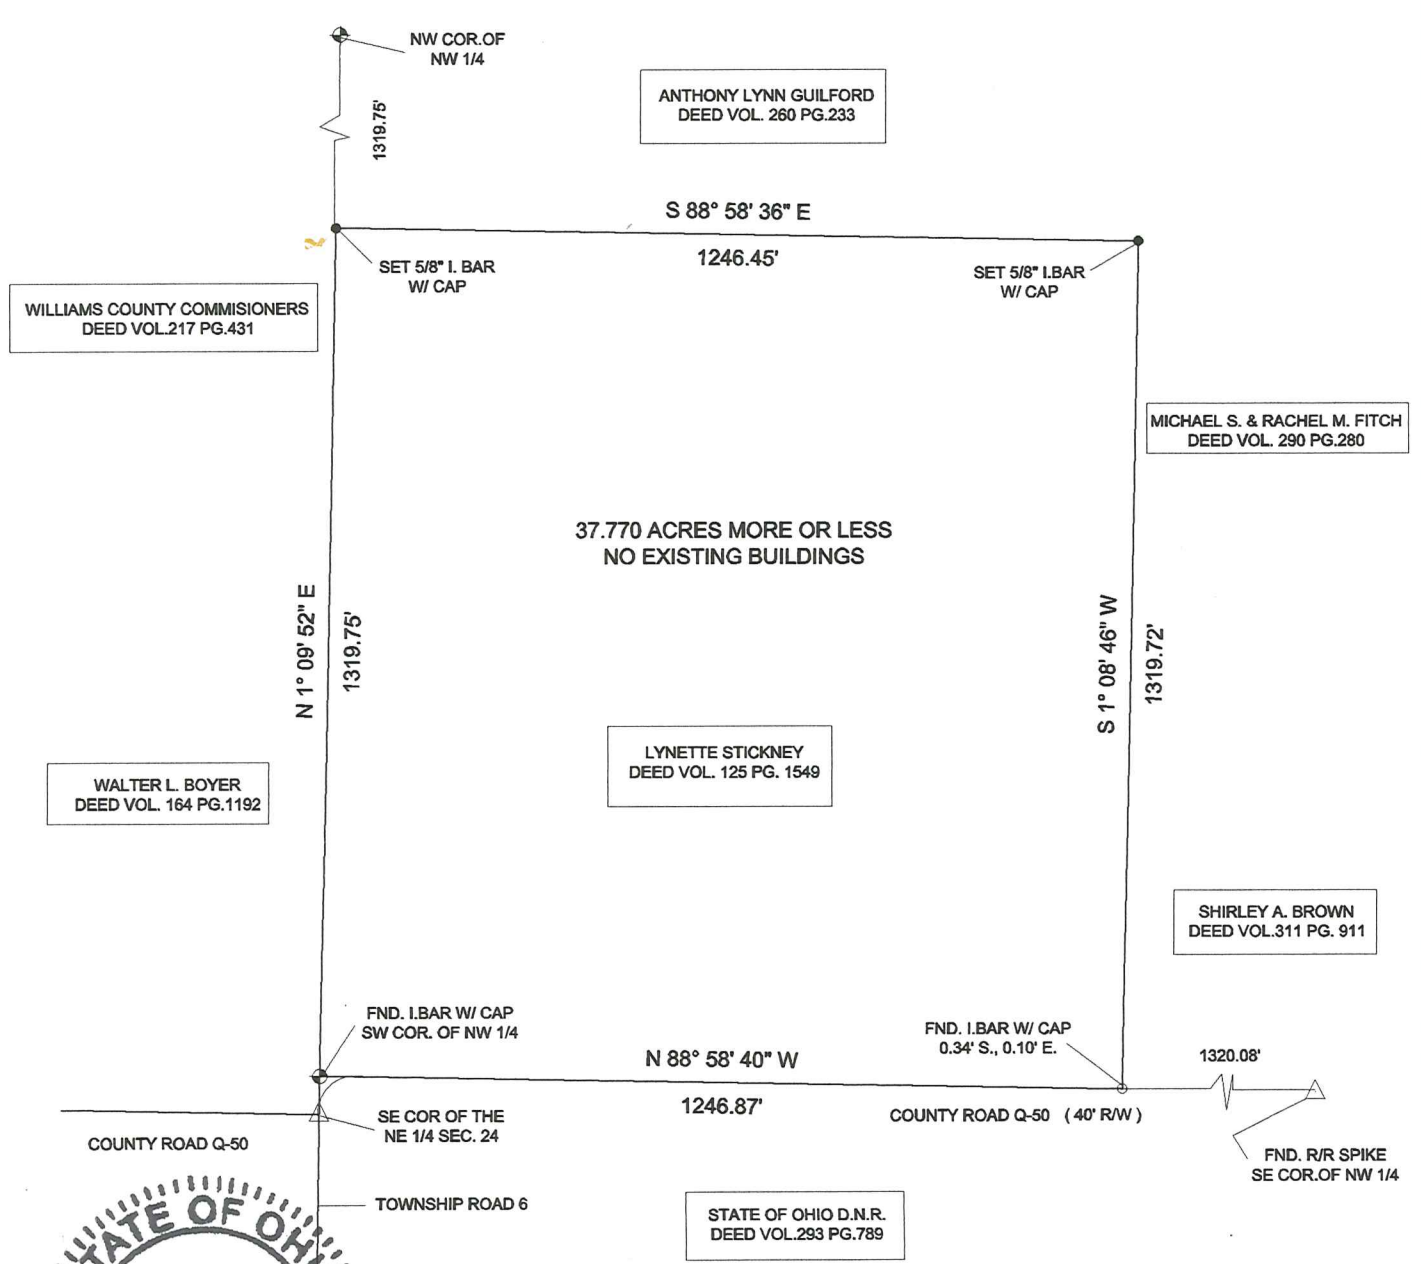 NW COR.OF
NW 1/4
1319.75'
ANTHONY LYNN GUILFORD
DEED VOL. 260 PG.233
S 88° 58' 36" E
1246.45'
SET 5/8" I. BAR
W/ CAP
SET 5/8" I.BAR
W/ CAP
WILLIAMS COUNTY COMMISIONERS
DEED VOL.217 PG.431
MICHAEL S. & RACHEL M. FITCH
DEED VOL. 290 PG.280
37.770 ACRES MORE OR LESS
NO EXISTING BUILDINGS
N 1° 09' 52" E
1319.75'
S 1° 08' 46" W
1319.72'
LYNETTE STICKNEY
DEED VOL. 125 PG. 1549
WALTER L. BOYER
DEED VOL. 164 PG.1192
SHIRLEY A. BROWN
DEED VOL.311 PG. 911
FND. I.BAR W/ CAP
SW COR. OF NW 1/4
FND. I.BAR W/ CAP
0.34' S., 0.10' E.
N 88° 58' 40" W
1246.87'
1320.08'
COUNTY ROAD Q-50 ( 40' R/W )
SE COR OF THE
NE 1/4 SEC. 24
COUNTY ROAD Q-50
FND. R/R SPIKE
SE COR.OF NW 1/4
TOWNSHIP ROAD 6
STATE OF OHIO D.N.R.
DEED VOL.293 PG.789
STATE OF OHI